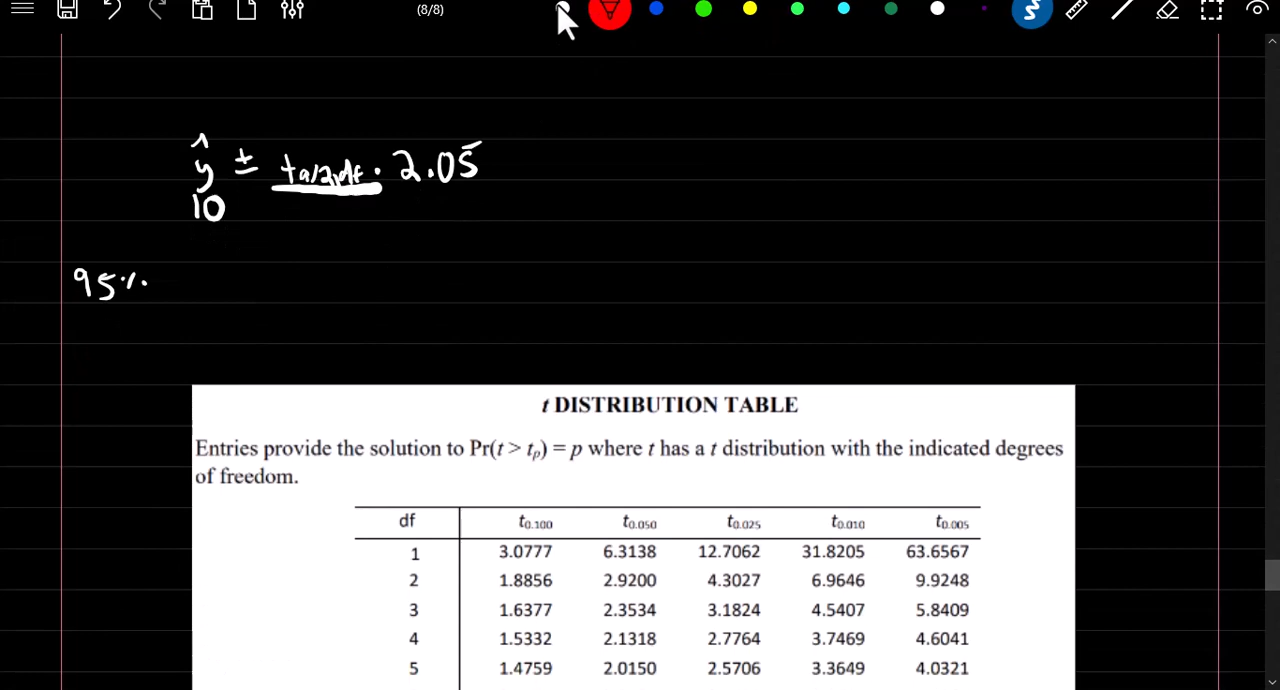 (8/8)
ŷ ± tα/2,df · 2.05
10
95%
t DISTRIBUTION TABLE
Entries provide the solution to Pr(t > tp) = p where t has a t distribution with the indicated degrees
of freedom.
df t0.100 t0.050 t0.025 t0.010 t0.005
1 3.0777 6.3138 12.7062 31.8205 63.6567
2 1.8856 2.9200 4.3027 6.9646 9.9248
3 1.6377 2.3534 3.1824 4.5407 5.8409
4 1.5332 2.1318 2.7764 3.7469 4.6041
5 1.4759 2.0150 2.5706 3.3649 4.0321